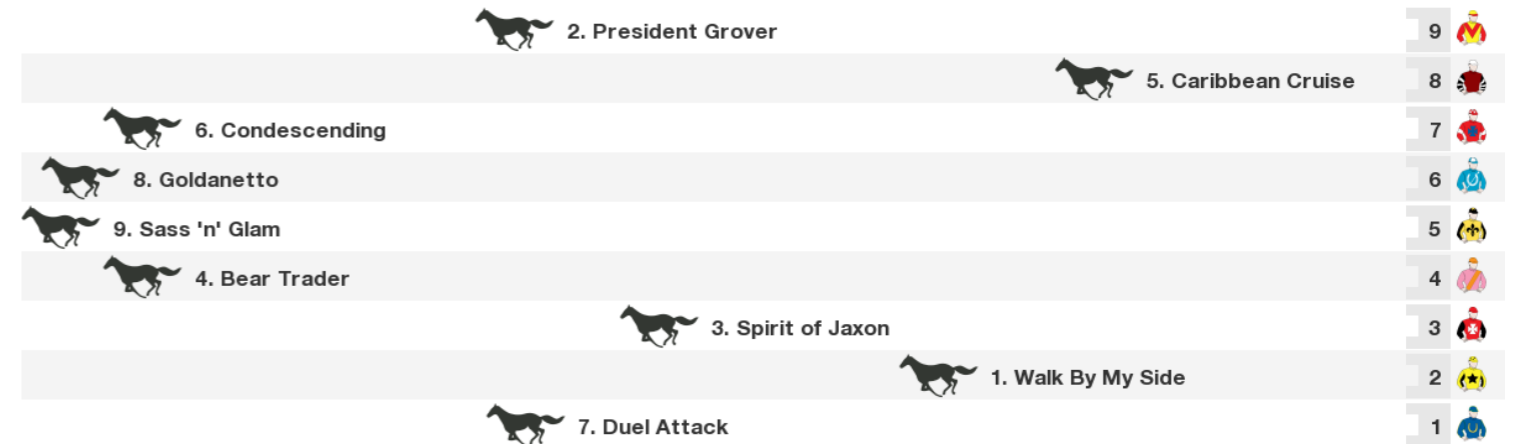 2. President Grover 9
5. Caribbean Cruise 8
6. Condescending 7
8. Goldanetto 6
9. Sass 'n' Glam 5
4. Bear Trader 4
3. Spirit of Jaxon 3
1. Walk By My Side 2
7. Duel Attack 1